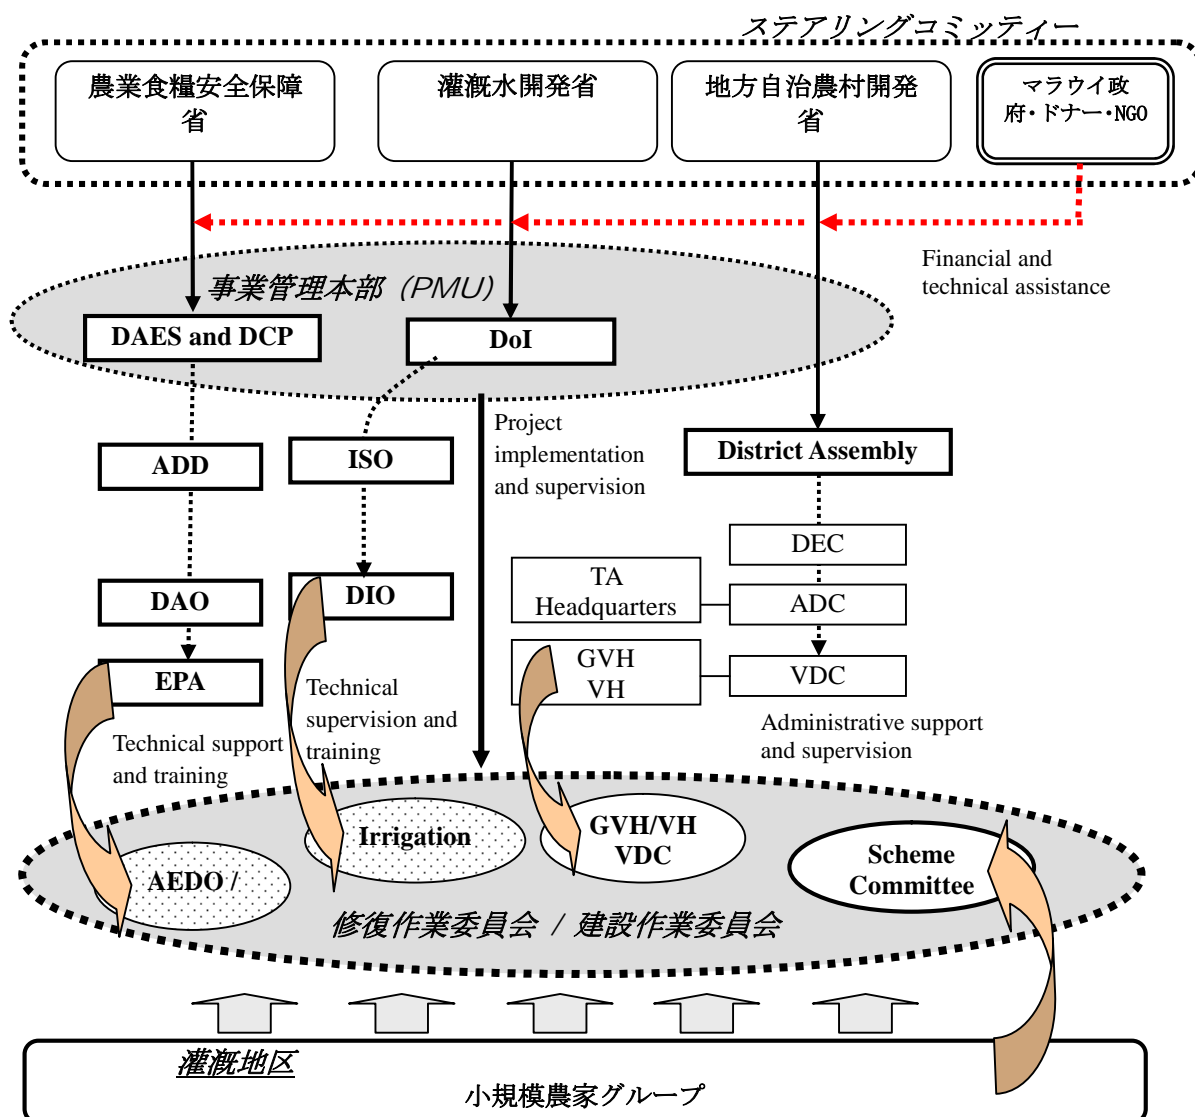 ステアリングコミッティー
農業食糧安全保障
省
灌漑水開発省
地方自治農村開発
省
マラウイ政
府・ドナー・NGO
Financial and
technical assistance
事業管理本部 (PMU)
DAES and DCP
DoI
Project
implementation
and supervision
District Assembly
ADD
ISO
DEC
TA
Headquarters
ADC
DAO
DIO
GVH
VH
VDC
EPA
Technical
supervision and
training
Technical support
and training
Administrative support
and supervision
Irrigation
GVH/VH
VDC
Scheme
Committee
AEDO /
修復作業委員会 / 建設作業委員会
灌漑地区
小規模農家グループ